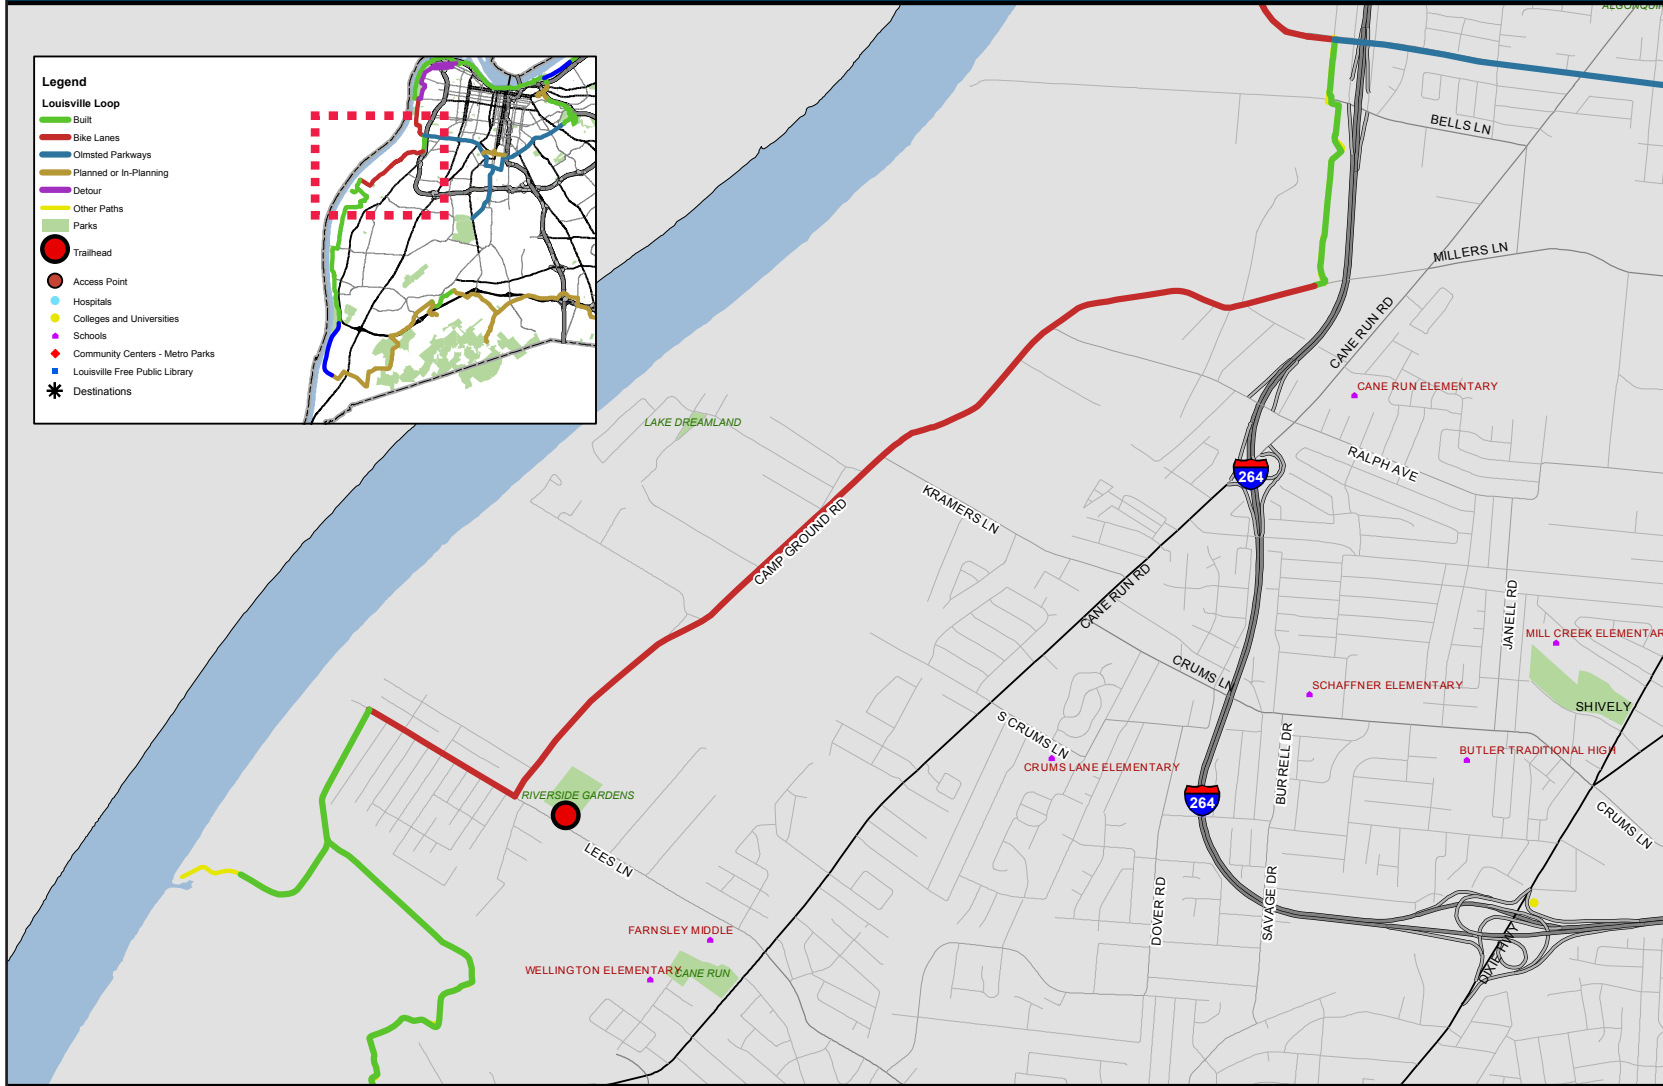 ALGONQUIN
Legend
Louisville Loop
Built
Bike Lanes
Olmsted Parkways
Planned or In-Planning
Detour
Other Paths
Parks
Trailhead
Access Point
Hospitals
Colleges and Universities
Schools
Community Centers - Metro Parks
Louisville Free Public Library
Destinations
BELLS LN
MILLERS LN
CANE RUN RD
CANE RUN ELEMENTARY
LAKE DREAMLAND
RALPH AVE
264
KRAMERS LN
CAMP GROUND RD
CANE RUN RD
JANELL RD
MILL CREEK ELEMENTAR
CRUMS LN
SCHAFFNER ELEMENTARY
SHIVELY
S CRUMS LN
BURRELL DR
BUTLER TRADITIONAL HIGH
CRUMS LANE ELEMENTARY
RIVERSIDE GARDENS
264
CRUMS LN
LEES LN
DOVER RD
SAVAGE DR
FARNSLEY MIDDLE
DIXIE HWY
WELLINGTON ELEMENTARY
CANE RUN